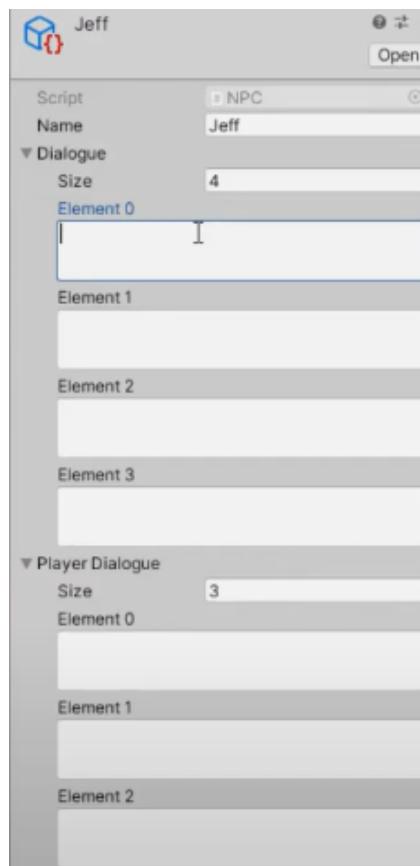 Jeff
Open
Script NPC
Name Jeff
Dialogue
Size 4
Element 0
Element 1
Element 2
Element 3
Player Dialogue
Size 3
Element 0
Element 1
Element 2